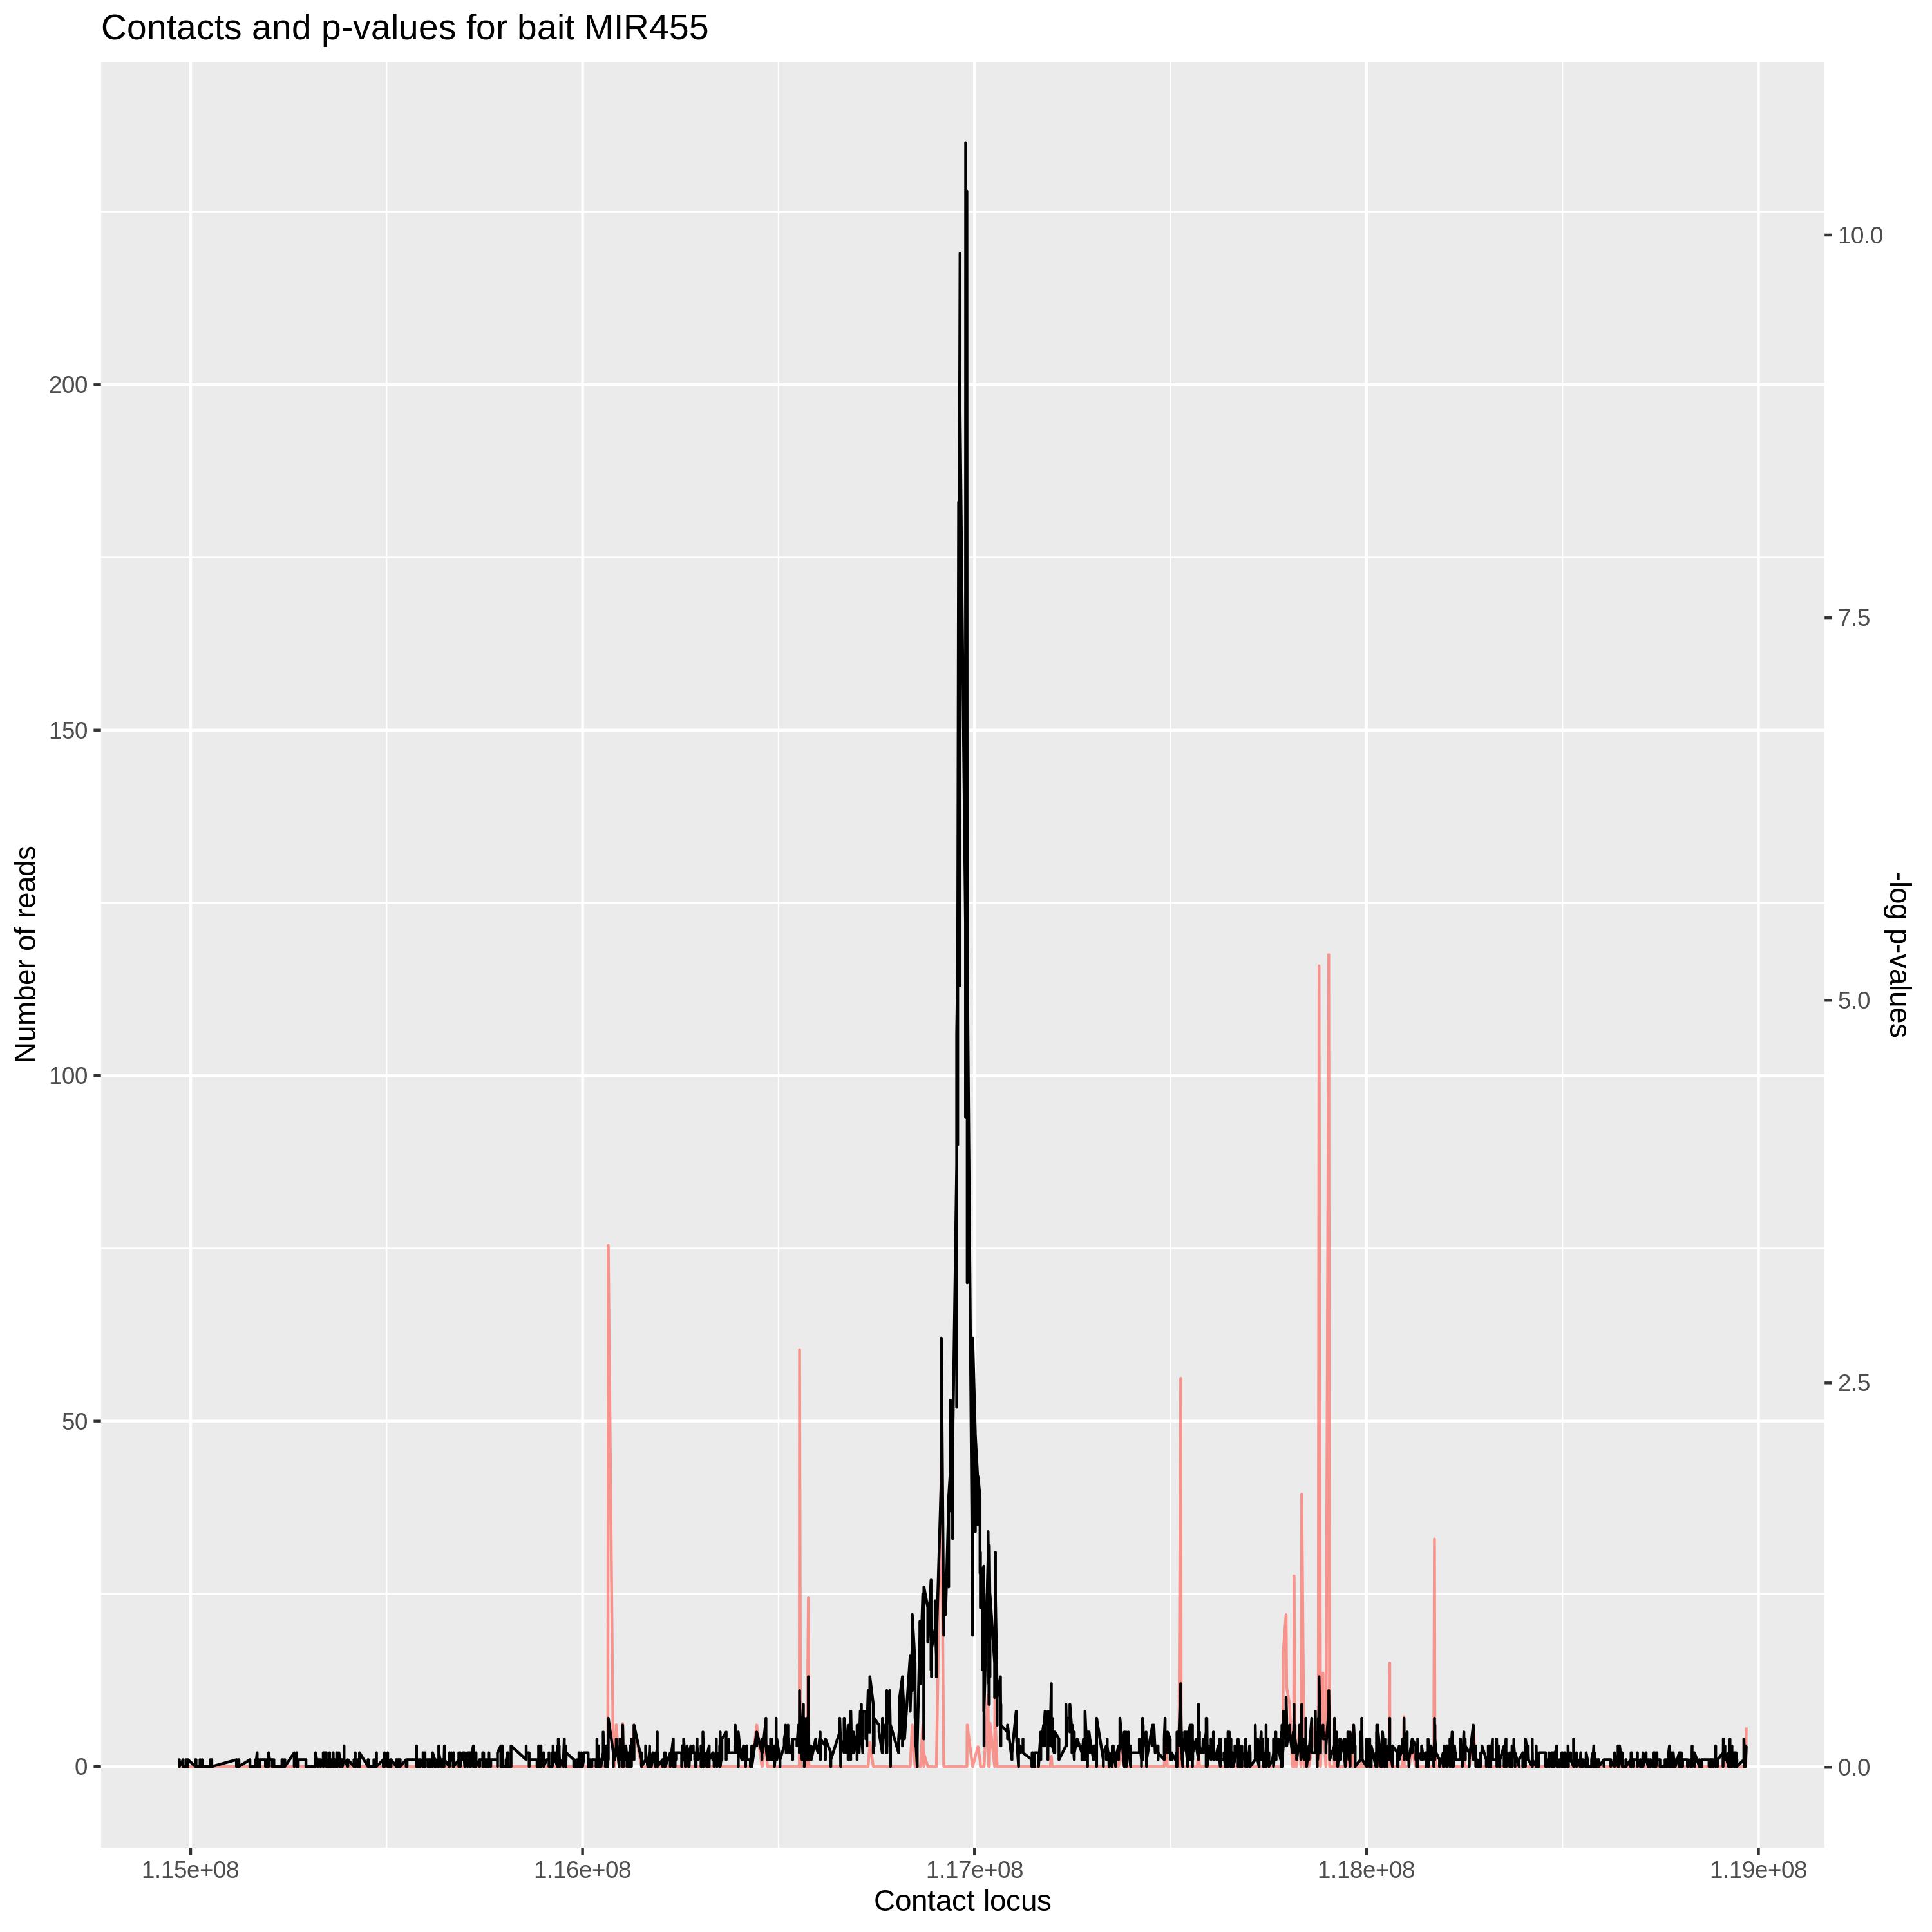 Contacts and p-values for bait MIR455
Number of reads
200
150
100
50
0
10.0
7.5
5.0
2.5
0.0
-log p-values
1.15e+08
1.16e+08
1.17e+08
1.18e+08
1.19e+08
Contact locus